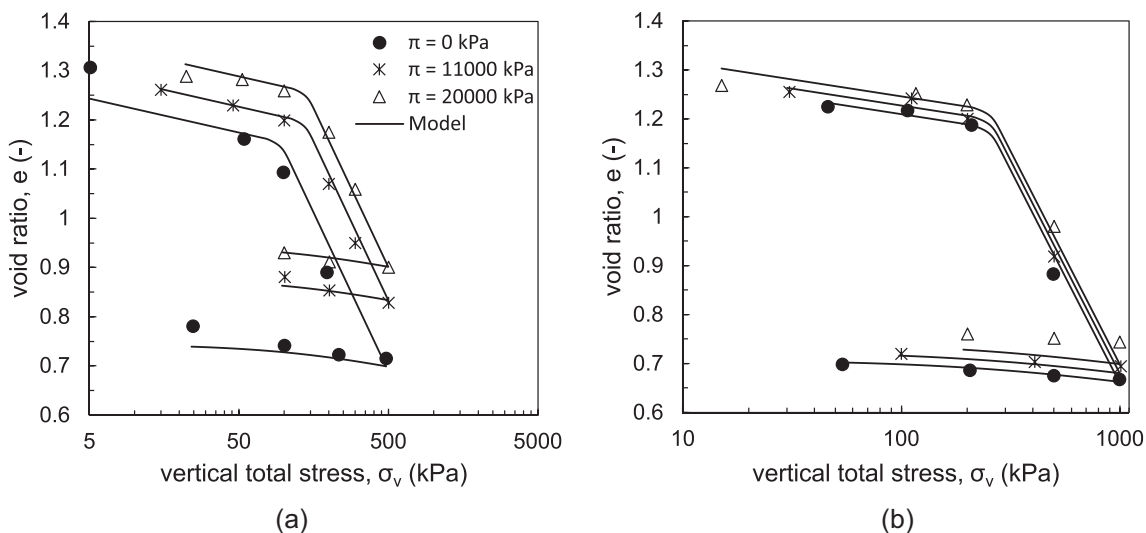 1.4
1.3
1.2
1.1
1
0.9
0.8
0.7
0.6
void ratio, e (-)
π = 0 kPa
π = 11000 kPa
π = 20000 kPa
Model
5
50
500
5000
vertical total stress, σv (kPa)
(a)
1.4
1.3
1.2
1.1
1
0.9
0.8
0.7
0.6
void ratio, e (-)
10
100
1000
vertical total stress, σv (kPa)
(b)